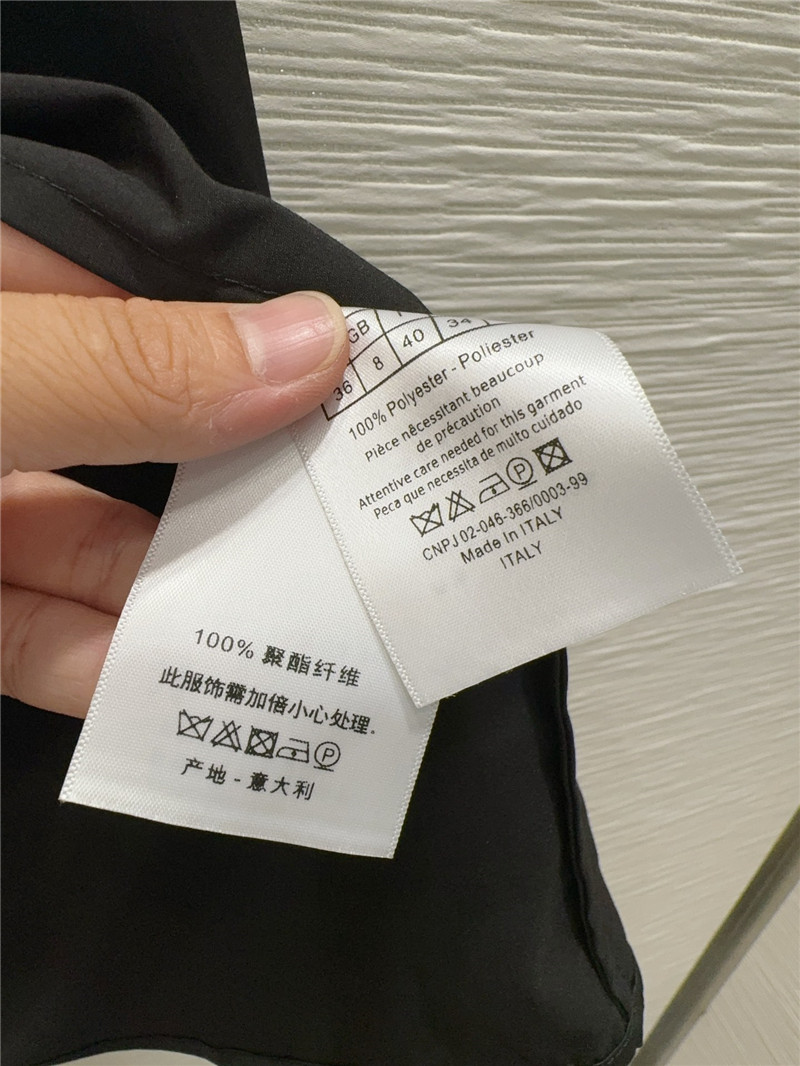 GB
36 8 40 34
100% Polyester - Poliester
Pièce nêcessitant beaucoup
de précaution
Attentive care needed for this garment
Peca que necessita de muito cuidado
P
CNPJ 02-046-366/0003-99
Made In ITALY
ITALY
100% 聚酯纤维
此服饰需加倍小心处理。
P
产地 - 意大利